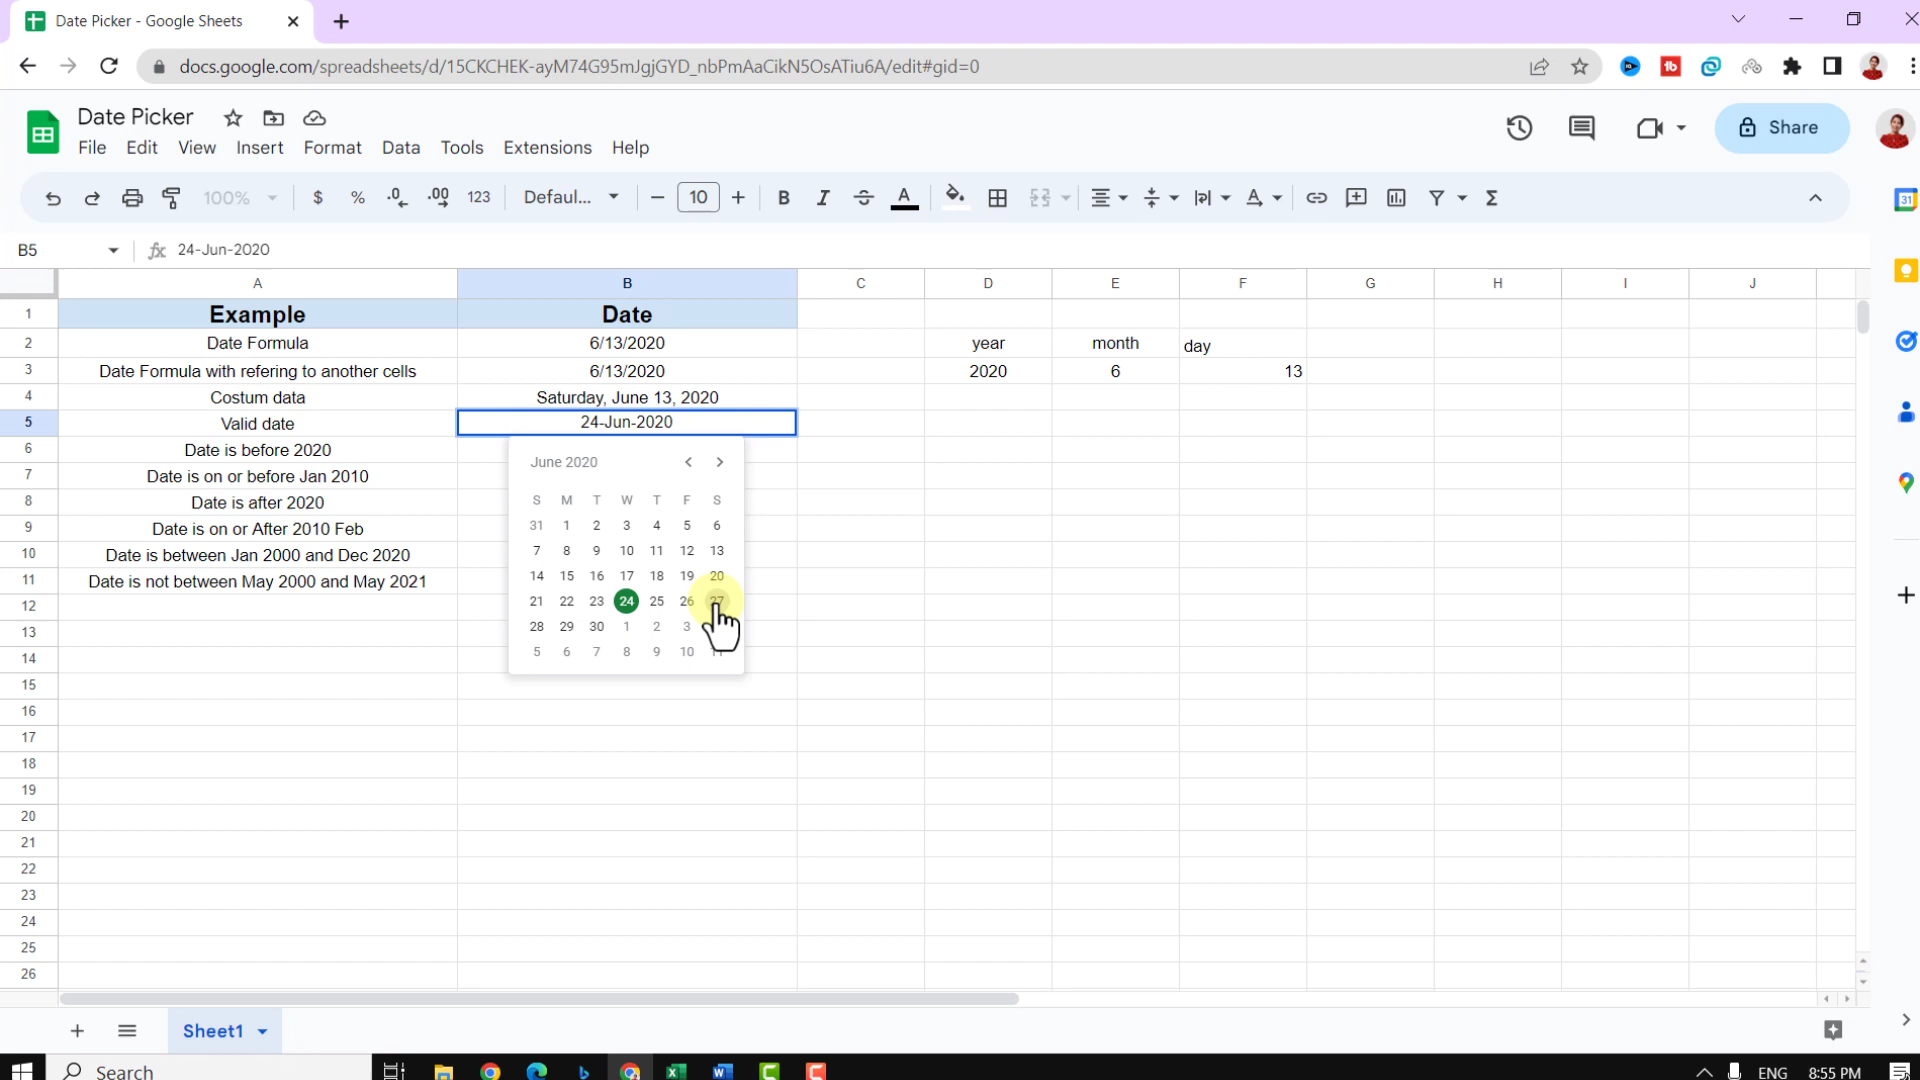 Date Picker - Google Sheets
docs.google.com/spreadsheets/d/15CKCHEK-ayM74G95mJgjGYD_nbPmAaCikN5OsATiu6A/edit#gid=0
Date Picker
File Edit View Insert Format Data Tools Extensions Help
Share
100% $ % .0 .00 123 Defaul... 10 B I A
B5 fx 24-Jun-2020
A B C D E F G H I J
1 Example Date
2 Date Formula 6/13/2020 year month day
3 Date Formula with refering to another cells 6/13/2020 2020 6 13
4 Costum data Saturday, June 13, 2020
5 Valid date 24-Jun-2020
6 Date is before 2020
7 Date is on or before Jan 2010
8 Date is after 2020
9 Date is on or After 2010 Feb
10 Date is between Jan 2000 and Dec 2020
11 Date is not between May 2000 and May 2021
June 2020
S M T W T F S
31 1 2 3 4 5 6
7 8 9 10 11 12 13
14 15 16 17 18 19 20
21 22 23 24 25 26 27
28 29 30 1 2 3
5 6 7 8 9 10 11
12
13
14
15
16
17
18
19
20
21
22
23
24
25
26
Sheet1
Search
ENG 8:55 PM